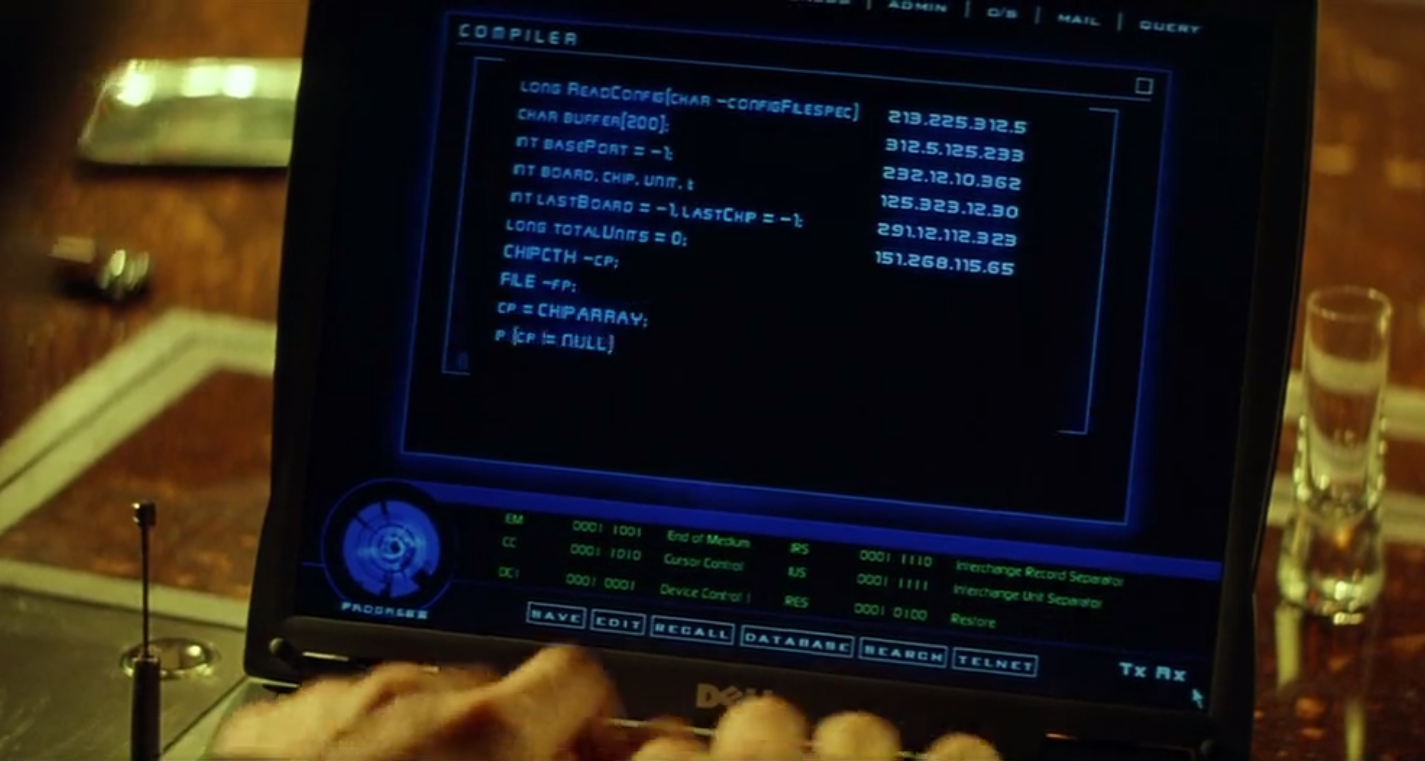 ADMIN | O/S | MAIL | QUERY
COMPILER
LONG READCONFIG[CHAR -CONFIGFILESPEC]
CHAR BUFFER[200];
INT BASEPORT = -1;
INT BOARD, CHIP, UNIT, t
INT LASTBOARD = -1, LASTCHIP = -1;
LONG TOTALUNITS = 0;
CHIPCTH -CP;
FILE -FP;
CP = CHIPARRAY;
P [CP != NULL]
213.225.312.5
312.5.125.233
232.12.10.362
125.323.12.30
291.12.112.323
151.268.115.65
EM 0001 1001 End of Medium IRS 0001 1110 Interchange Record Separator
CC 0001 1010 Cursor Control IUS 0001 1111 Interchange Unit Separator
DC1 0001 0001 Device Control 1 RES 0001 0100 Restore
PROGRESS
SAVE EDIT RECALL DATABASE SEARCH TELNET
Tx Rx
DELL